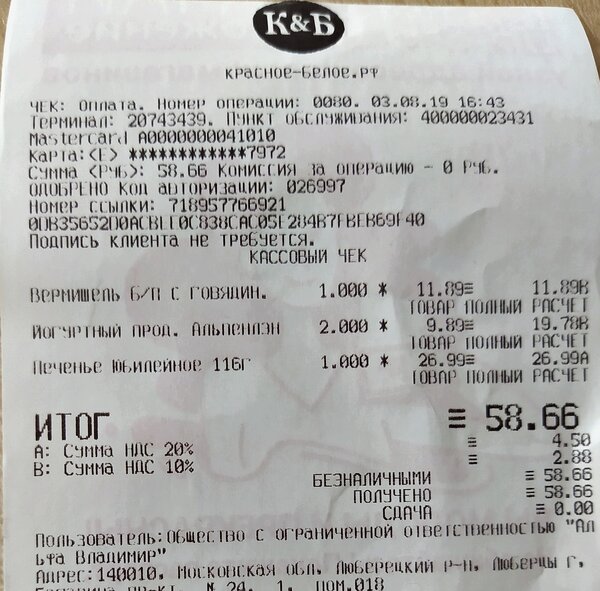 К&Б
красное-белое.рф
ЧЕК: Оплата. Номер операции: 0080. 03.08.19 16:43
Терминал: 20743439. Пункт обслуживания: 400000023431
Mastercard A0000000041010
Карта:<E> ************7972
Сумма <Руб>: 58.66 Комиссия за операцию - 0 Руб.
ОДОБРЕНО Код авторизации: 026997
Номер ссылки: 718957766921
Подпись клиента не требуется.
КАССОВЫЙ ЧЕК
Вермишель Б/П с говядин. 1.000 * 11.89≡ 11.89В
ТОВАР ПОЛНЫЙ РАСЧЕТ
Йогуртный прод. Альпенлэн 2.000 * 9.89≡ 19.78В
ТОВАР ПОЛНЫЙ РАСЧЕТ
Печенье Юбилейное 116г 1.000 * 26.99≡ 26.99А
ТОВАР ПОЛНЫЙ РАСЧЕТ
ИТОГ ≡ 58.66
А: Сумма НДС 20% ≡ 4.50
В: Сумма НДС 10% ≡ 2.88
БЕЗНАЛИЧНЫМИ ≡ 58.66
ПОЛУЧЕНО ≡ 58.66
СДАЧА ≡ 0.00
Пользователь:Общество с ограниченной ответственностью "Ал
ьфа Владимир"
Адрес:140010, Московская обл, Люберецкий р-н, Люберцы г,
N 24, 1, пом.018